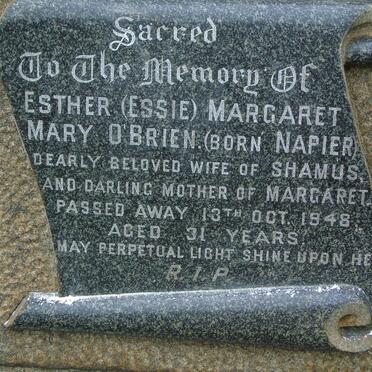 Sacred
To The Memory Of
ESTHER (ESSIE) MARGARET
MARY O'BRIEN (BORN NAPIER)
DEARLY BELOVED WIFE OF SHAMUS,
AND DARLING MOTHER OF MARGARET.
PASSED AWAY 13TH OCT. 1948
AGED 31 YEARS
MAY PERPETUAL LIGHT SHINE UPON HE
R.I.P.